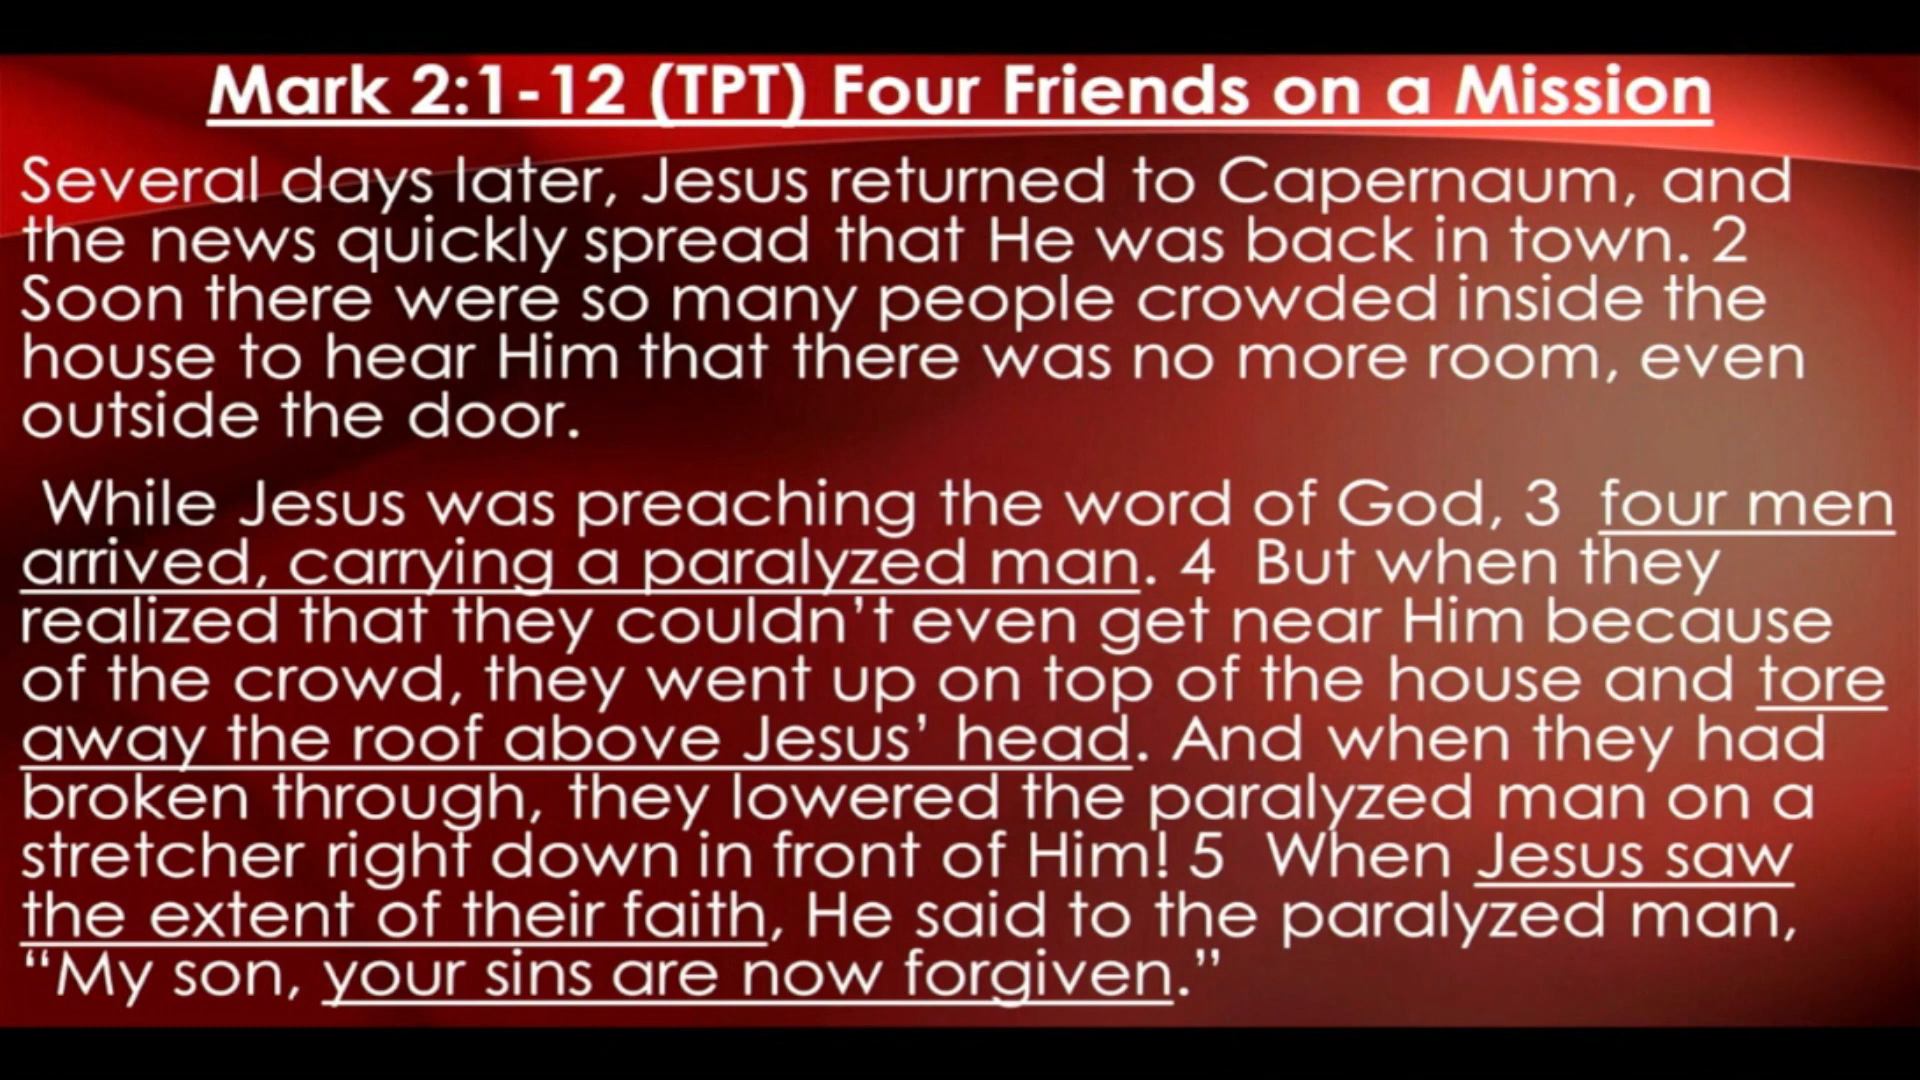 Mark 2:1-12 (TPT) Four Friends on a Mission
Several days later, Jesus returned to Capernaum, and
the news quickly spread that He was back in town. 2
Soon there were so many people crowded inside the
house to hear Him that there was no more room, even
outside the door.
While Jesus was preaching the word of God, 3 four men
arrived, carrying a paralyzed man. 4 But when they
realized that they couldn’t even get near Him because
of the crowd, they went up on top of the house and tore
away the roof above Jesus’ head. And when they had
broken through, they lowered the paralyzed man on a
stretcher right down in front of Him! 5 When Jesus saw
the extent of their faith, He said to the paralyzed man,
“My son, your sins are now forgiven.”